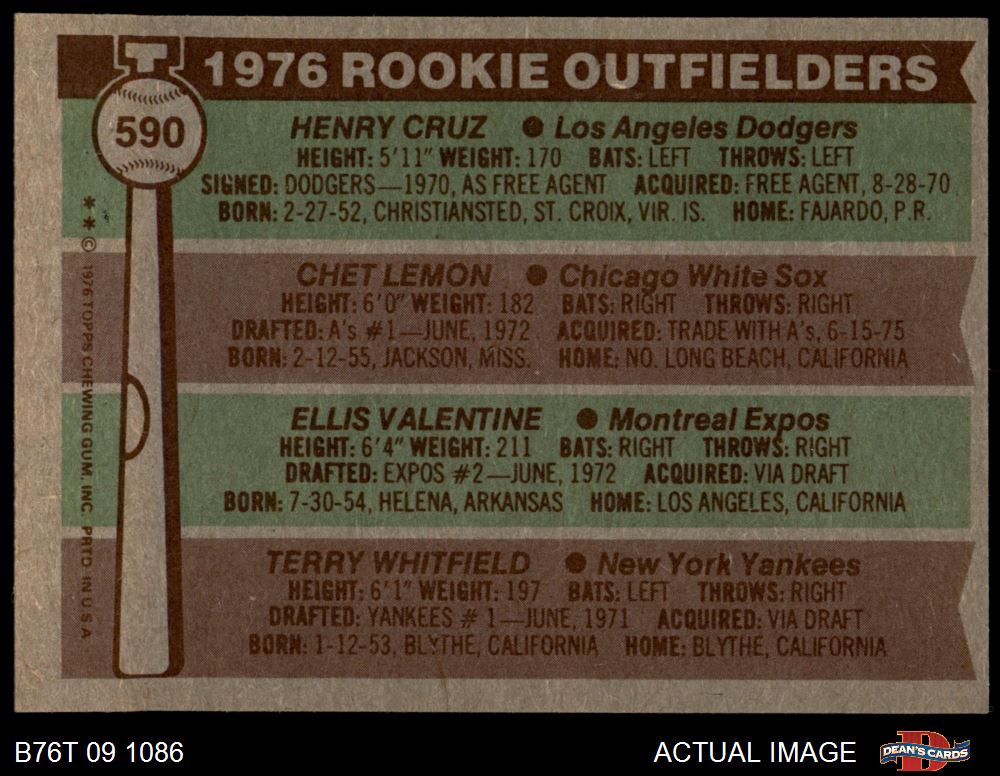 T
1976 ROOKIE OUTFIELDERS
590
HENRY CRUZ ● Los Angeles Dodgers
HEIGHT: 5'11" WEIGHT: 170 BATS: LEFT THROWS: LEFT
SIGNED: DODGERS—1970, AS FREE AGENT ACQUIRED: FREE AGENT, 8-28-70
BORN: 2-27-52, CHRISTIANSTED, ST. CROIX, VIR. IS. HOME: FAJARDO, P.R.
CHET LEMON ● Chicago White Sox
HEIGHT: 6'0" WEIGHT: 182 BATS: RIGHT THROWS: RIGHT
DRAFTED: A's #1—JUNE, 1972 ACQUIRED: TRADE WITH A's, 6-15-75
BORN: 2-12-55, JACKSON, MISS. HOME: NO. LONG BEACH, CALIFORNIA
ELLIS VALENTINE ● Montreal Expos
HEIGHT: 6'4" WEIGHT: 211 BATS: RIGHT THROWS: RIGHT
DRAFTED: EXPOS #2—JUNE, 1972 ACQUIRED: VIA DRAFT
BORN: 7-30-54, HELENA, ARKANSAS HOME: LOS ANGELES, CALIFORNIA
TERRY WHITFIELD ● New York Yankees
HEIGHT: 6'1" WEIGHT: 197 BATS: LEFT THROWS: RIGHT
DRAFTED: YANKEES # 1—JUNE, 1971 ACQUIRED: VIA DRAFT
BORN: 1-12-53, BLYTHE, CALIFORNIA HOME: BLYTHE, CALIFORNIA
** © 1976 TOPPS CHEWING GUM, INC. PRTD. IN U.S.A.
B76T 09 1086
ACTUAL IMAGE
D
DEAN'S CARDS